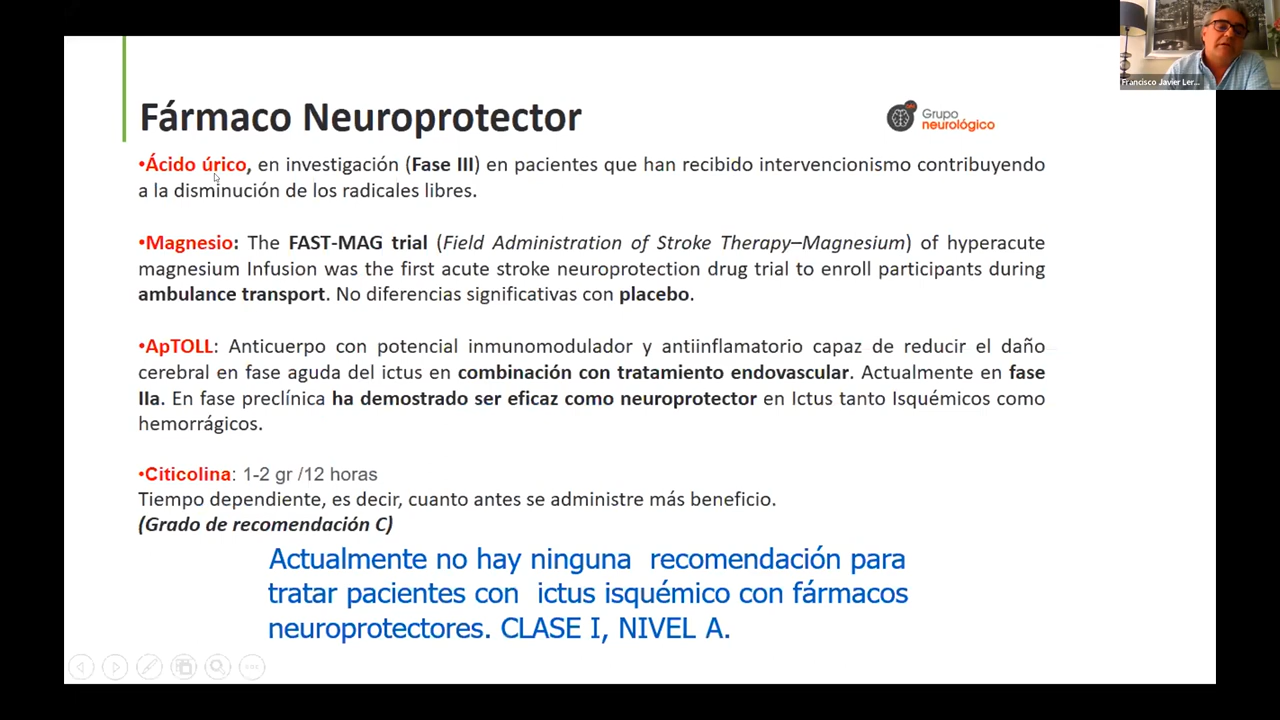 Francisco Javier Ler...
Fármaco Neuroprotector
Grupo
neurológico
•Ácido úrico, en investigación (Fase III) en pacientes que han recibido intervencionismo contribuyendo
a la disminución de los radicales libres.
•Magnesio: The FAST-MAG trial (Field Administration of Stroke Therapy–Magnesium) of hyperacute
magnesium Infusion was the first acute stroke neuroprotection drug trial to enroll participants during
ambulance transport. No diferencias significativas con placebo.
•ApTOLL: Anticuerpo con potencial inmunomodulador y antiinflamatorio capaz de reducir el daño
cerebral en fase aguda del ictus en combinación con tratamiento endovascular. Actualmente en fase
IIa. En fase preclínica ha demostrado ser eficaz como neuroprotector en Ictus tanto Isquémicos como
hemorrágicos.
•Citicolina: 1-2 gr /12 horas
Tiempo dependiente, es decir, cuanto antes se administre más beneficio.
(Grado de recomendación C)
Actualmente no hay ninguna recomendación para
tratar pacientes con ictus isquémico con fármacos
neuroprotectores. CLASE I, NIVEL A.